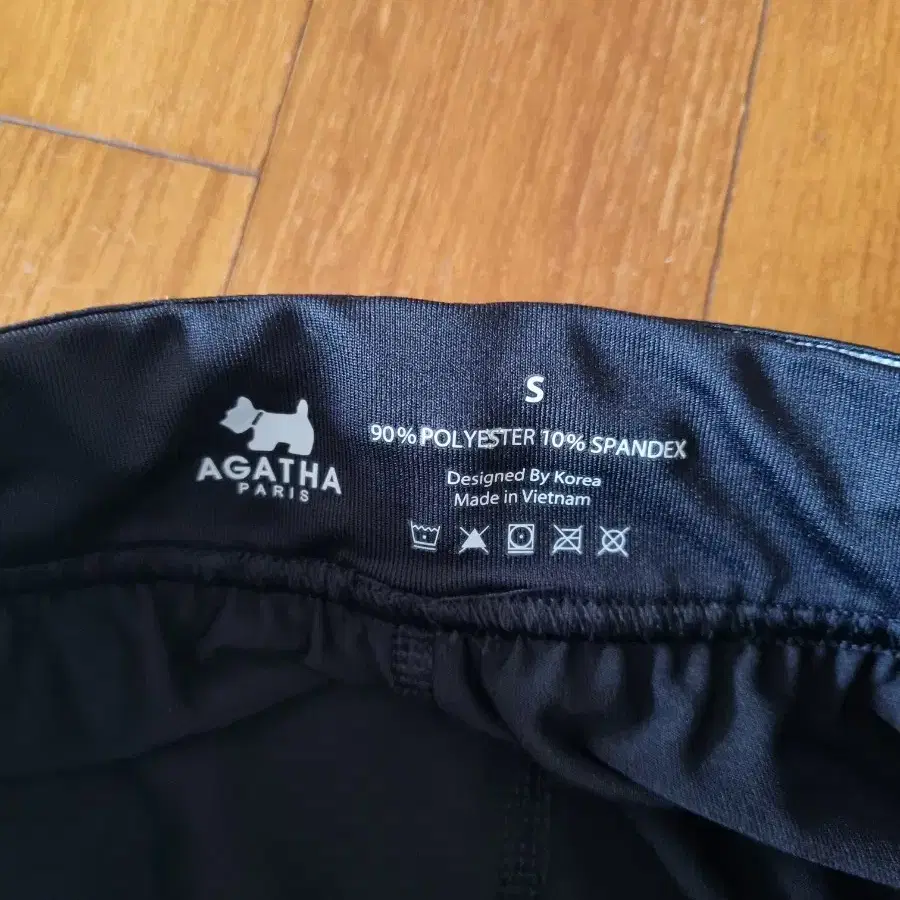 S
90% POLYESTER 10% SPANDEX
Designed By Korea
Made in Vietnam
AGATHA
PARIS